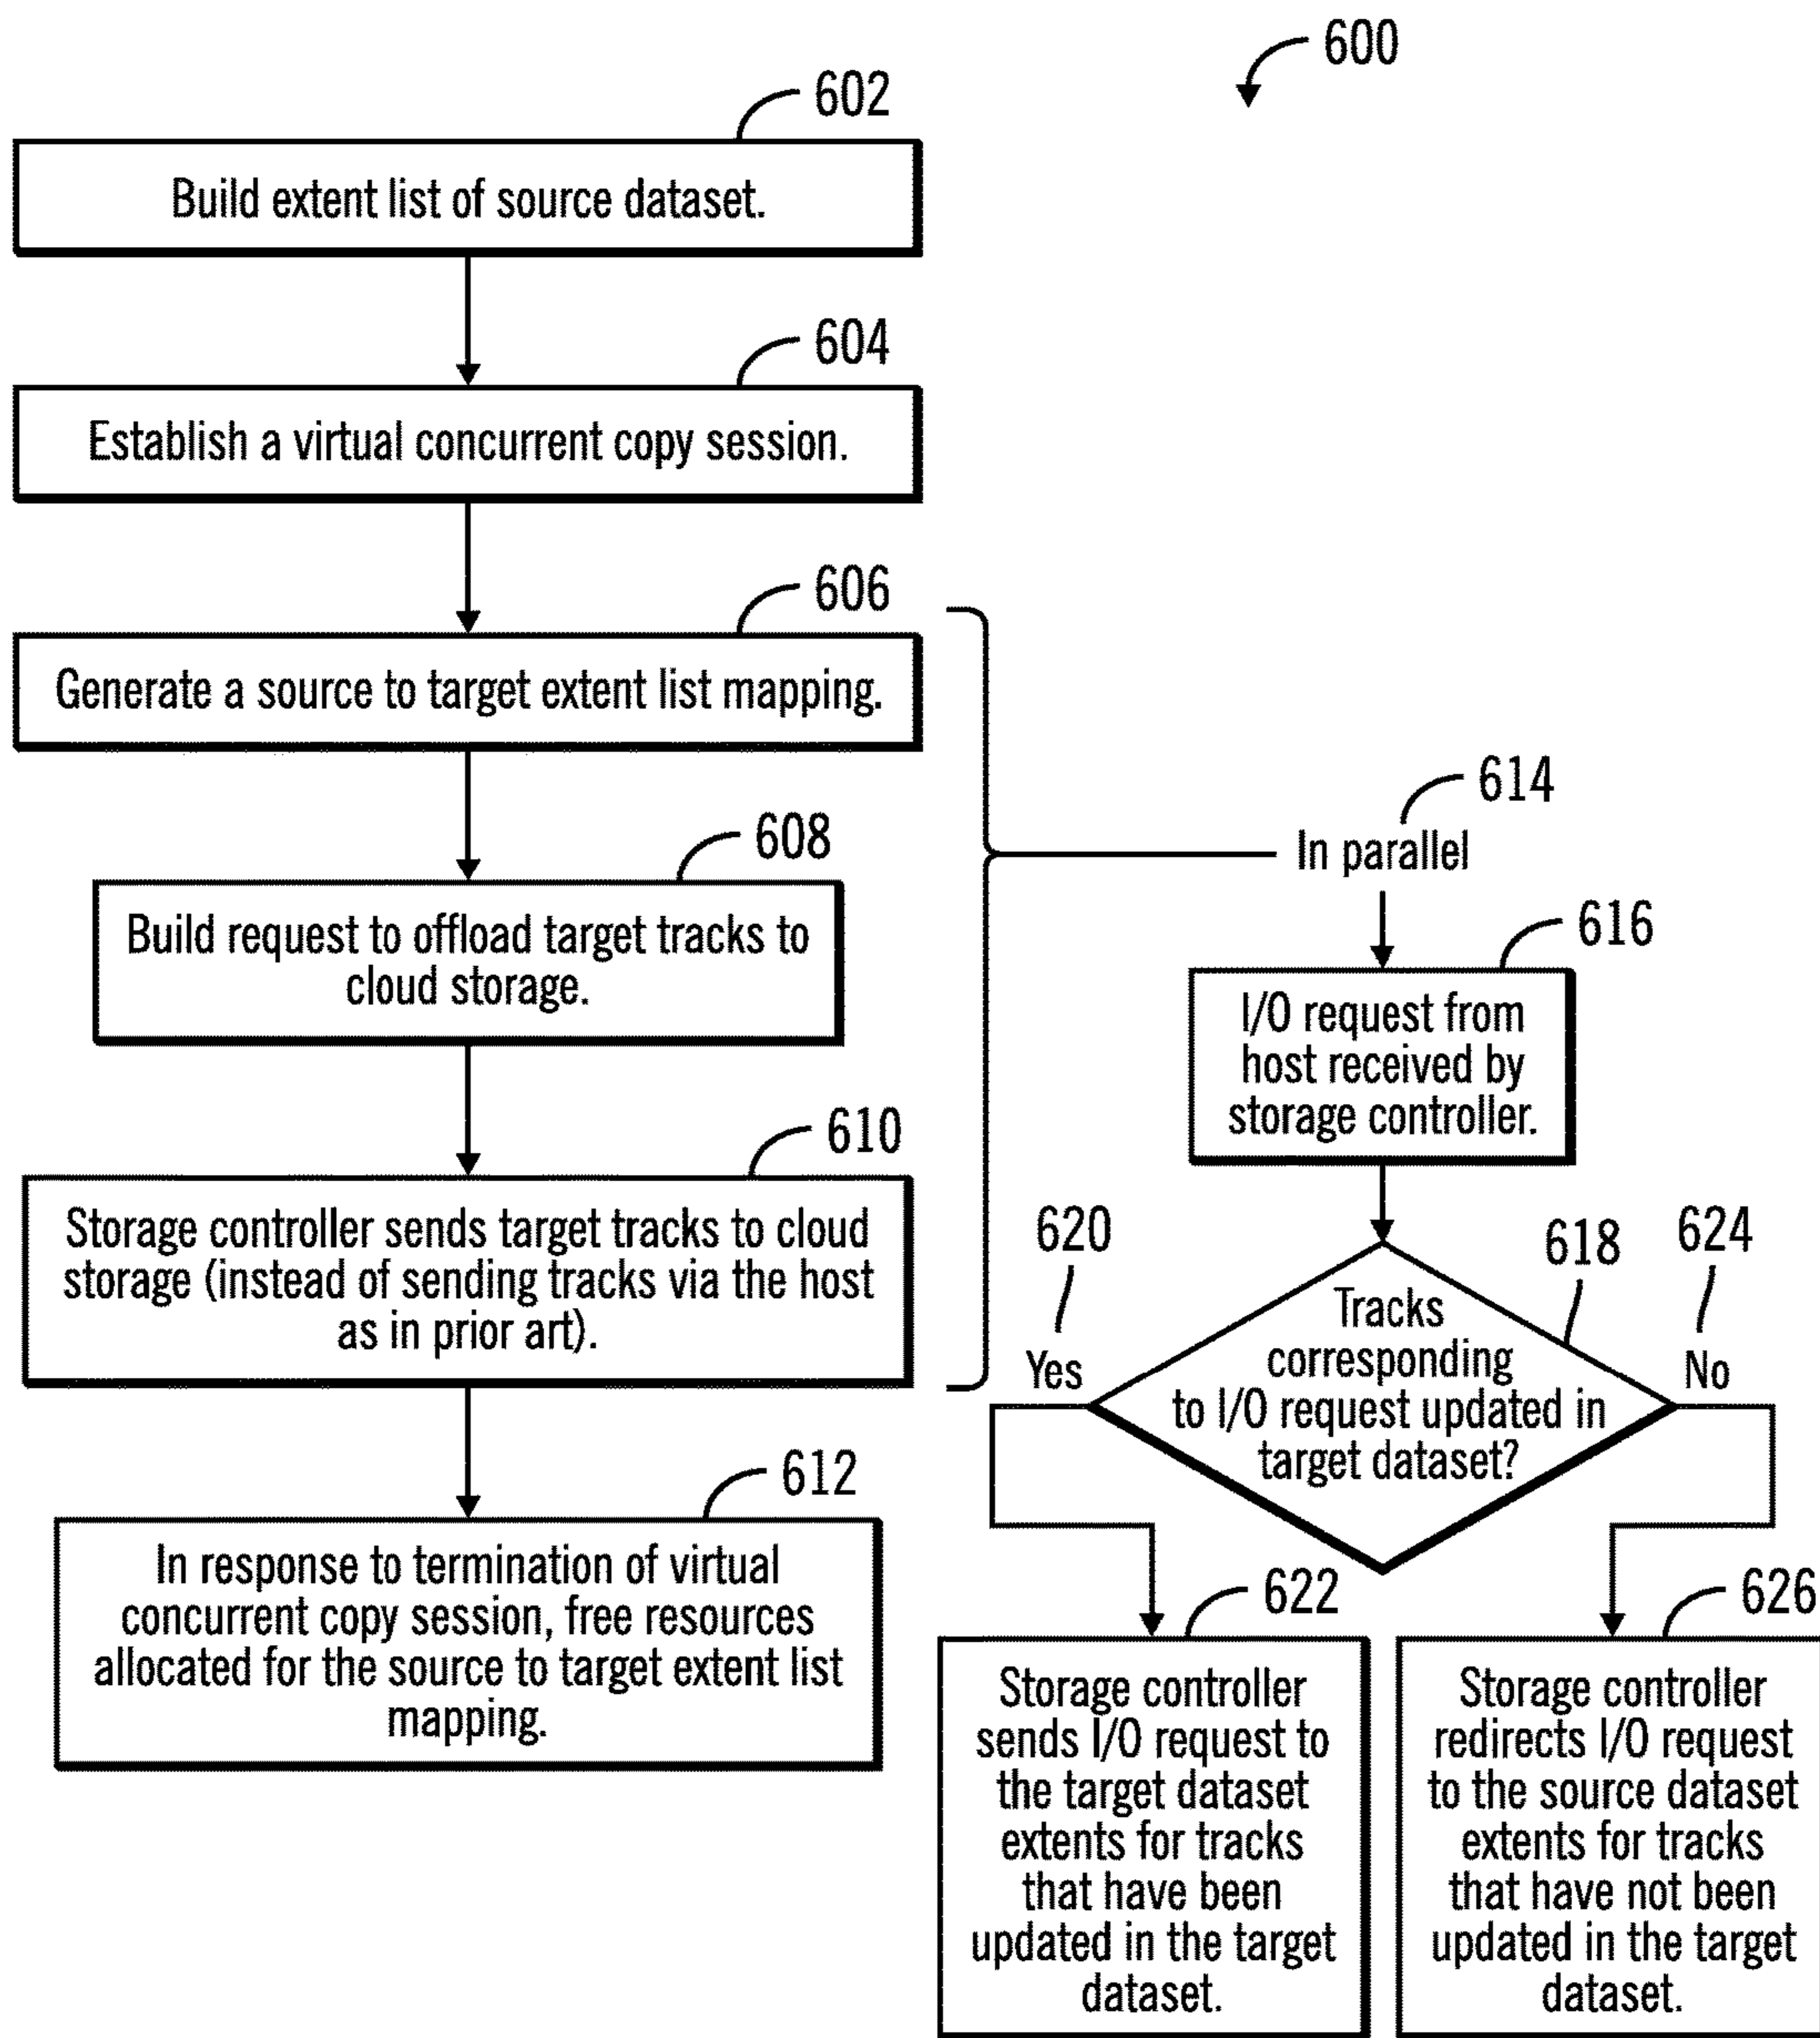 600
602
Build extent list of source dataset.
604
Establish a virtual concurrent copy session.
606
Generate a source to target extent list mapping.
608
Build request to offload target tracks to
cloud storage.
610
Storage controller sends target tracks to cloud
storage (instead of sending tracks via the host
as in prior art).
612
In response to termination of virtual
concurrent copy session, free resources
allocated for the source to target extent list
mapping.
614
In parallel
616
I/O request from
host received by
storage controller.
618
Tracks
corresponding
to I/O request updated in
target dataset?
620
Yes
622
Storage controller
sends I/O request to
the target dataset
extents for tracks
that have been
updated in the target
dataset.
624
No
626
Storage controller
redirects I/O request
to the source dataset
extents for tracks
that have not been
updated in the target
dataset.